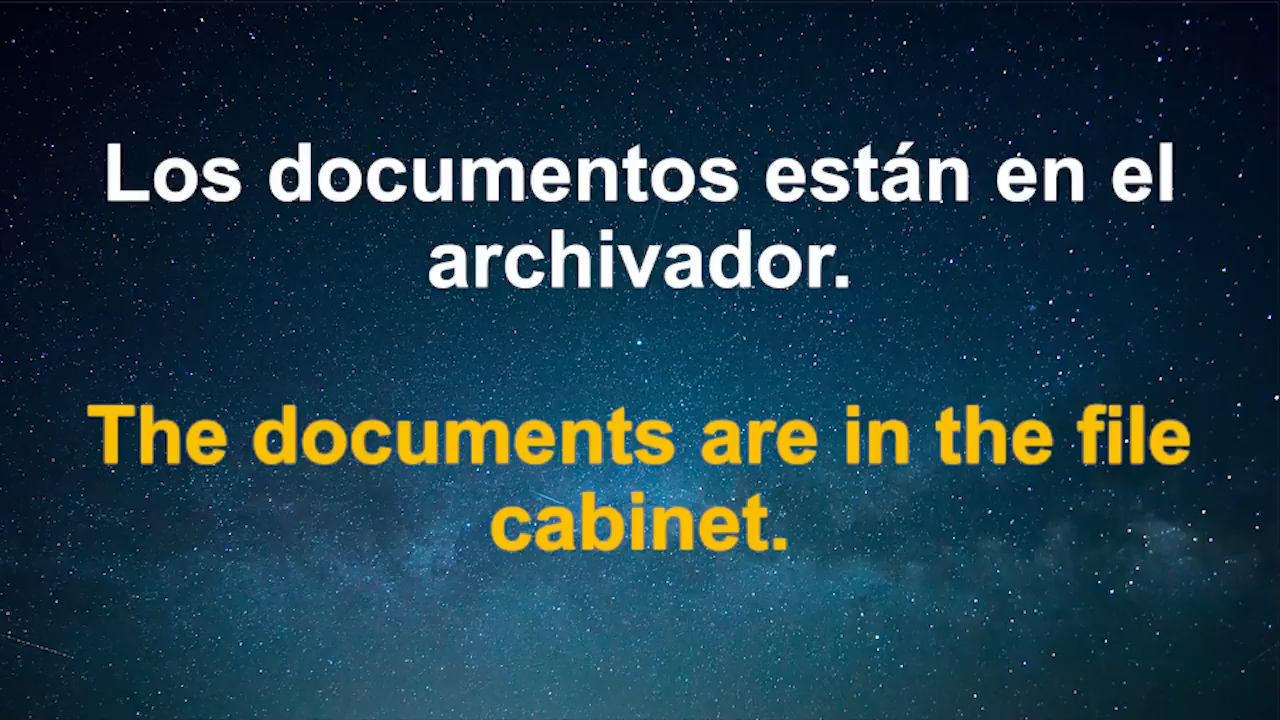 Los documentos están en el
archivador.
The documents are in the file
cabinet.